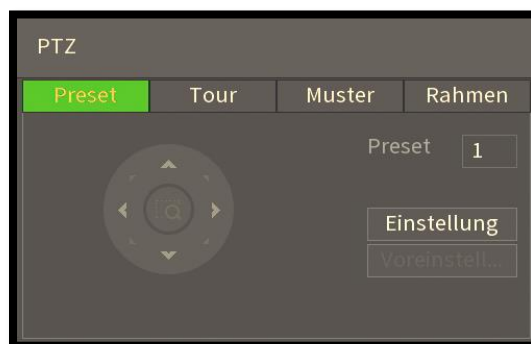 PTZ
Preset Tour Muster Rahmen
Preset 1
Einstellung
Voreinstell...